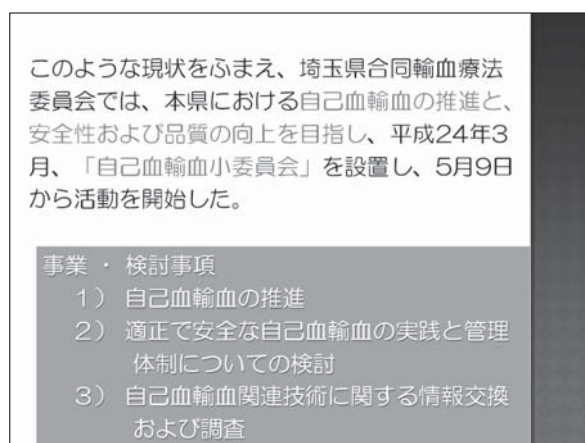 このような現状をふまえ、埼玉県合同輸血療法
委員会では、本県における自己血輸血の推進と、
安全性および品質の向上を目指し、平成24年3
月、「自己血輸血小委員会」を設置し、5月9日
から活動を開始した。
事業 ・ 検討事項
1） 自己血輸血の推進
2） 適正で安全な自己血輸血の実践と管理
体制についての検討
3） 自己血輸血関連技術に関する情報交換
および調査